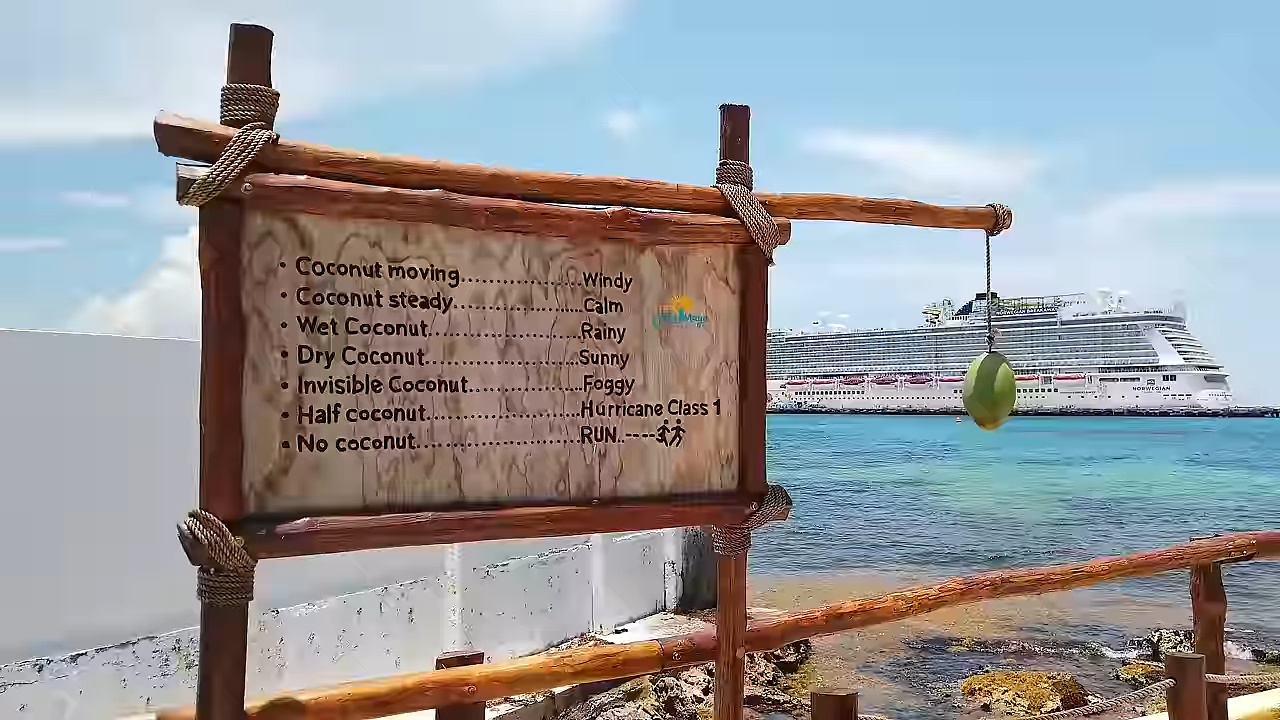 • Coconut moving................Windy
• Coconut steady..................Calm
• Wet Coconut.....................Rainy
• Dry Coconut.....................Sunny
• Invisible Coconut...............Foggy
• Half coconut.....................Hurricane Class 1
• No coconut.......................RUN..----
NORWEGIAN